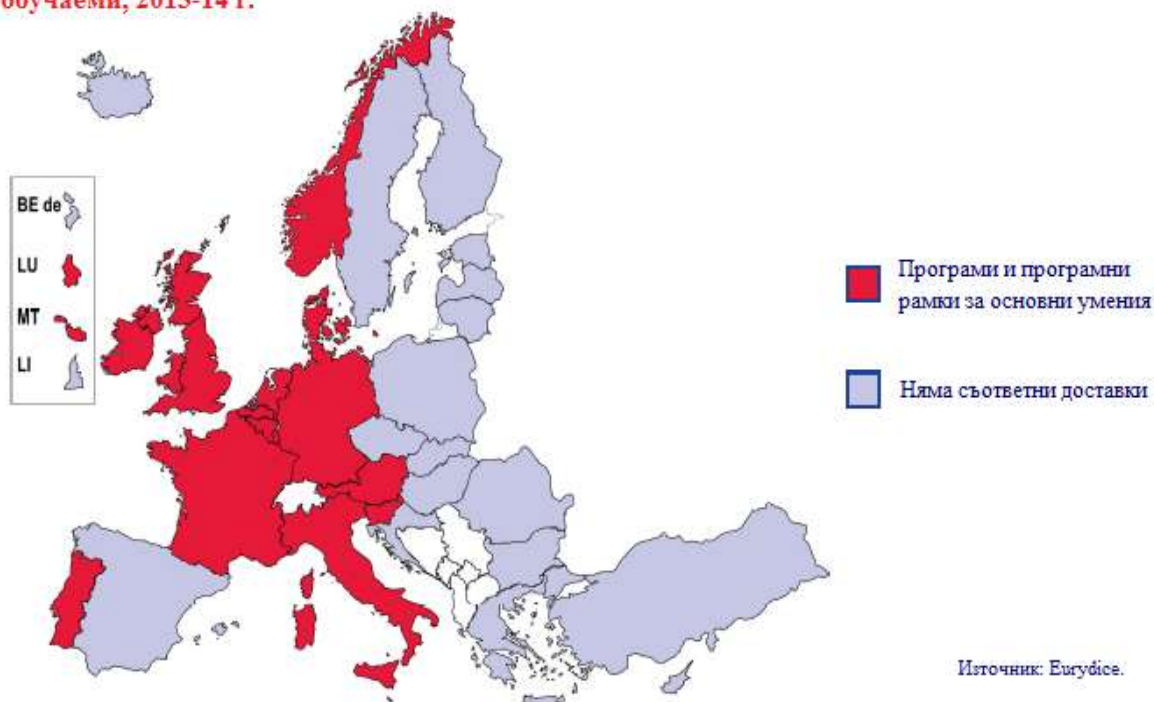 обучаеми, 2013-14 г.
BE de
LU
MT
LI
Програми и програмни
рамки за основни умения
Няма съответни доставки
Източник: Eurydice.